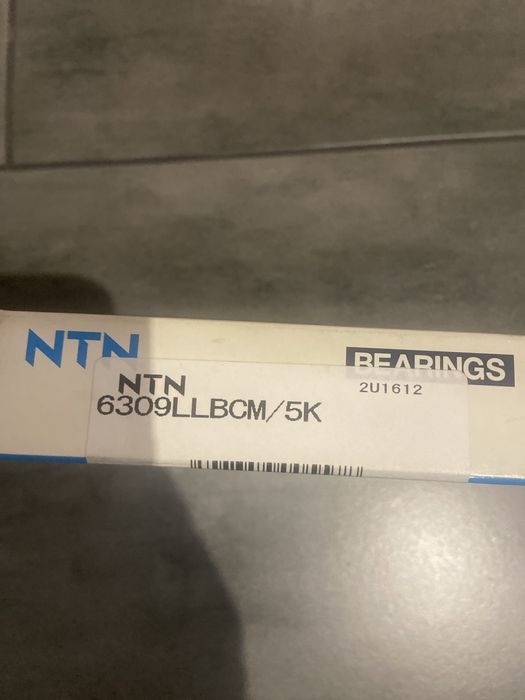 NTN
BEARINGS
NTN
2U1612
6309LLBCM/5K